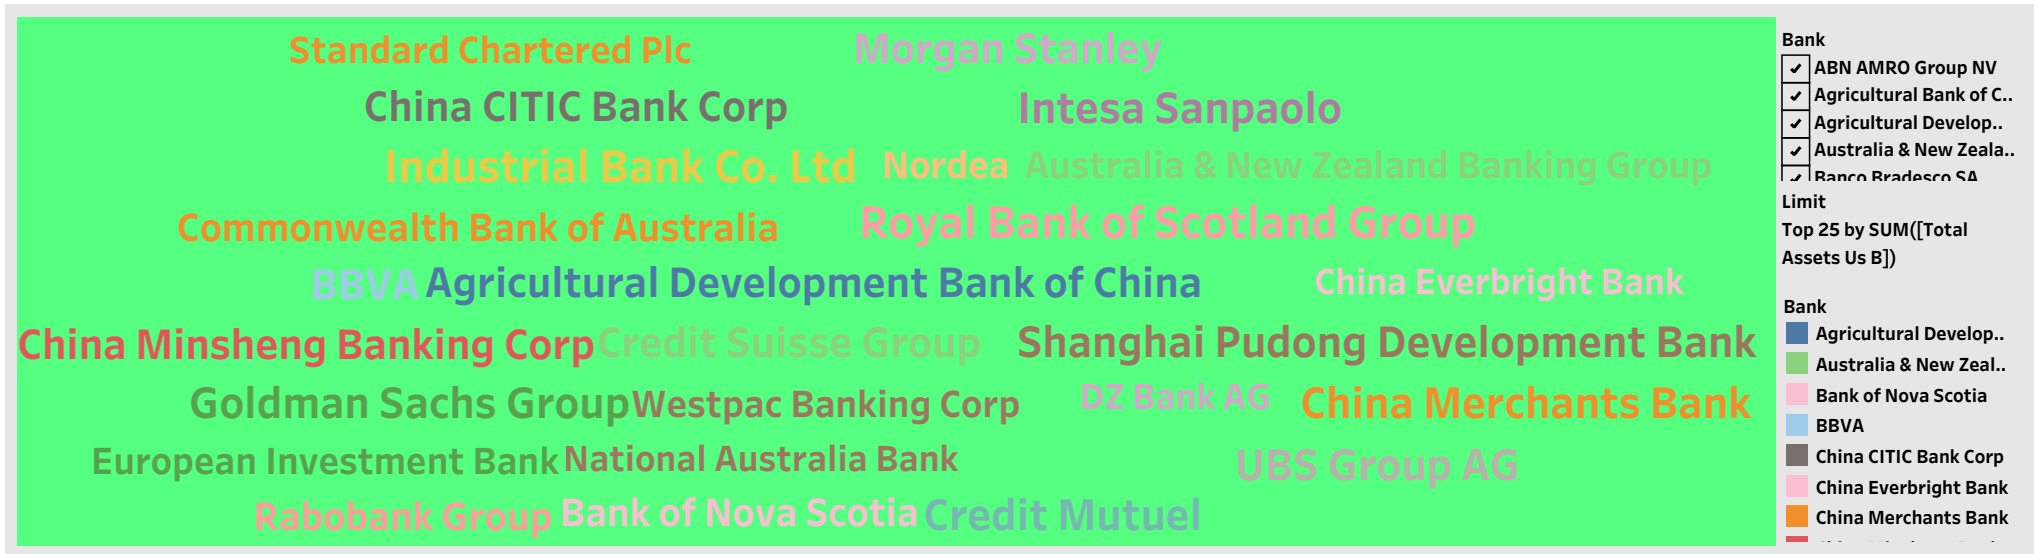 Standard Chartered Plc Morgan Stanley
China CITIC Bank Corp Intesa Sanpaolo
Industrial Bank Co. Ltd Nordea Australia & New Zealand Banking Group
Commonwealth Bank of Australia Royal Bank of Scotland Group
BBVA Agricultural Development Bank of China China Everbright Bank
China Minsheng Banking Corp Credit Suisse Group Shanghai Pudong Development Bank
Goldman Sachs Group Westpac Banking Corp DZ Bank AG China Merchants Bank
European Investment Bank National Australia Bank UBS Group AG
Rabobank Group Bank of Nova Scotia Credit Mutuel
Bank
ABN AMRO Group NV
Agricultural Bank of C..
Agricultural Develop..
Australia & New Zeala..
Banco Bradesco SA
Limit
Top 25 by SUM([Total
Assets Us B])
Bank
Agricultural Develop..
Australia & New Zeal..
Bank of Nova Scotia
BBVA
China CITIC Bank Corp
China Everbright Bank
China Merchants Bank